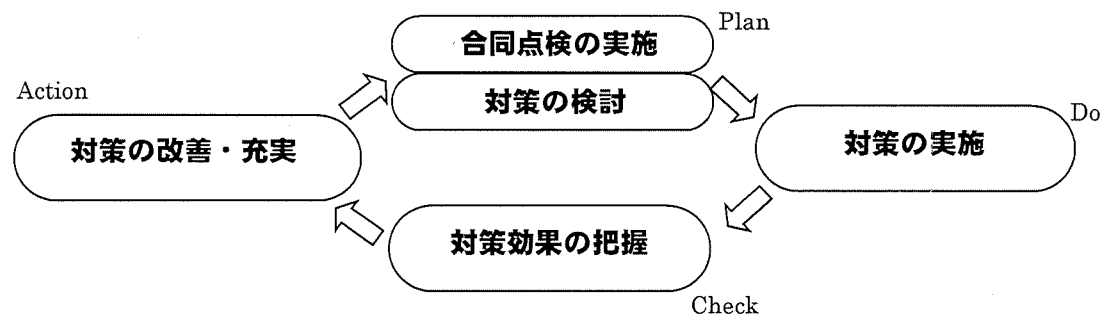 合同点検の実施
Plan
対策の検討
Action
対策の改善・充実
Do
対策の実施
対策効果の把握
Check